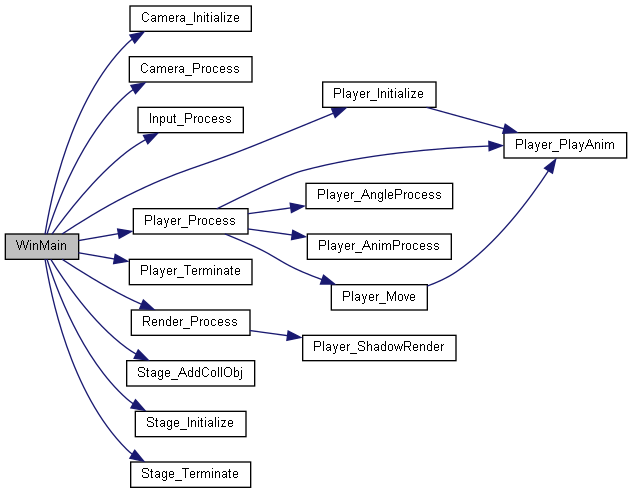 Camera_Initialize
Camera_Process
Player_Initialize
Input_Process
Player_PlayAnim
Player_AngleProcess
Player_Process
WinMain
Player_AnimProcess
Player_Terminate
Player_Move
Render_Process
Player_ShadowRender
Stage_AddCollObj
Stage_Initialize
Stage_Terminate